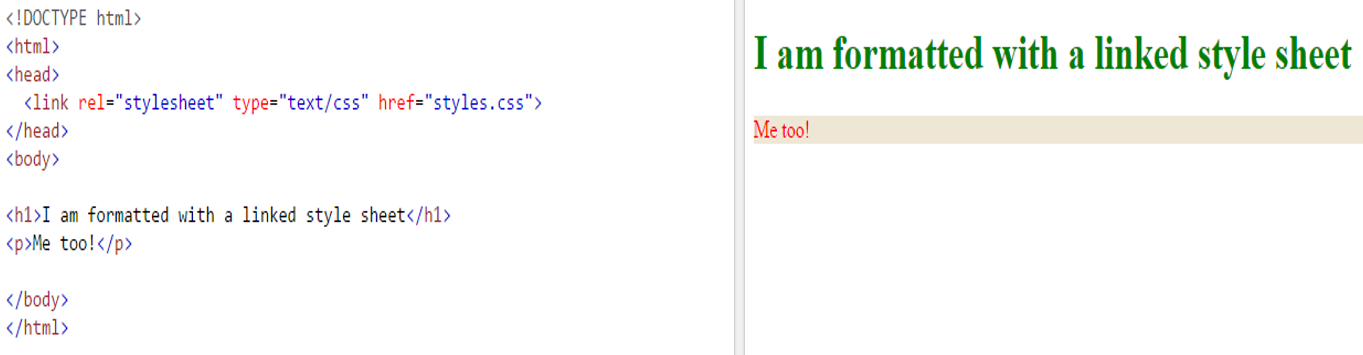 <!DOCTYPE html>
<html>
<head>
  <link rel="stylesheet" type="text/css" href="styles.css">
</head>
<body>

<h1>I am formatted with a linked style sheet</h1>
<p>Me too!</p>

</body>
</html>

I am formatted with a linked style sheet
Me too!